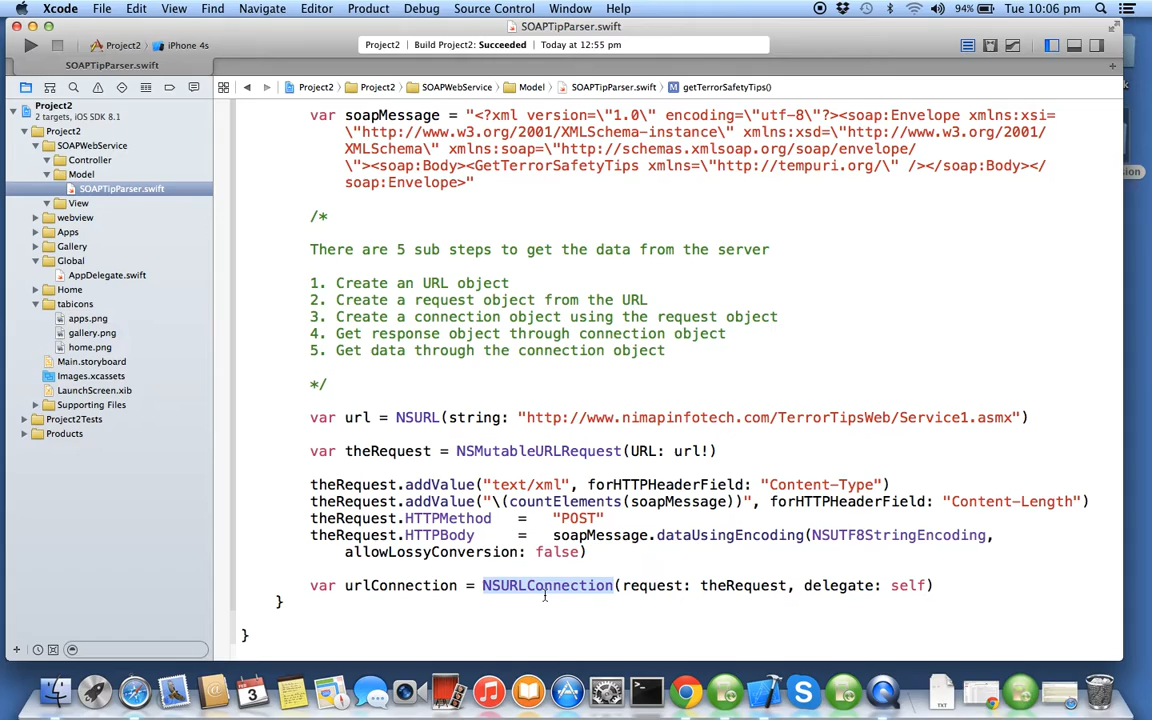 Xcode File Edit View Find Navigate Editor Product Debug Source Control Window Help 94% Tue 10:06 pm
SOAPTipParser.swift
Project2 iPhone 4s
Project2 Build Project2: Succeeded Today at 12:55 pm
SOAPTipParser.swift
Project2 Project2 SOAPWebService Model SOAPTipParser.swift M getTerrorSafetyTips()
Project2
2 targets, iOS SDK 8.1
Project2
SOAPWebService
Controller
Model
SOAPTipParser.swift
View
webview
Apps
Gallery
Global
AppDelegate.swift
Home
tabicons
apps.png
gallery.png
home.png
Main.storyboard
Images.xcassets
LaunchScreen.xib
Supporting Files
Project2Tests
Products
var soapMessage = "<?xml version=\"1.0\" encoding=\"utf-8\"?><soap:Envelope xmlns:xsi=
\"http://www.w3.org/2001/XMLSchema-instance\" xmlns:xsd=\"http://www.w3.org/2001/
XMLSchema\" xmlns:soap=\"http://schemas.xmlsoap.org/soap/envelope/
\"><soap:Body><GetTerrorSafetyTips xmlns=\"http://tempuri.org/\" /></soap:Body></
soap:Envelope>"
/*
There are 5 sub steps to get the data from the server
1. Create an URL object
2. Create a request object from the URL
3. Create a connection object using the request object
4. Get response object through connection object
5. Get data through the connection object
*/
var url = NSURL(string: "http://www.nimapinfotech.com/TerrorTipsWeb/Service1.asmx")
var theRequest = NSMutableURLRequest(URL: url!)
theRequest.addValue("text/xml", forHTTPHeaderField: "Content-Type")
theRequest.addValue("\(countElements(soapMessage))", forHTTPHeaderField: "Content-Length")
theRequest.HTTPMethod = "POST"
theRequest.HTTPBody = soapMessage.dataUsingEncoding(NSUTF8StringEncoding,
allowLossyConversion: false)
var urlConnection = NSURLConnection(request: theRequest, delegate: self)
}
}
sion
TXT